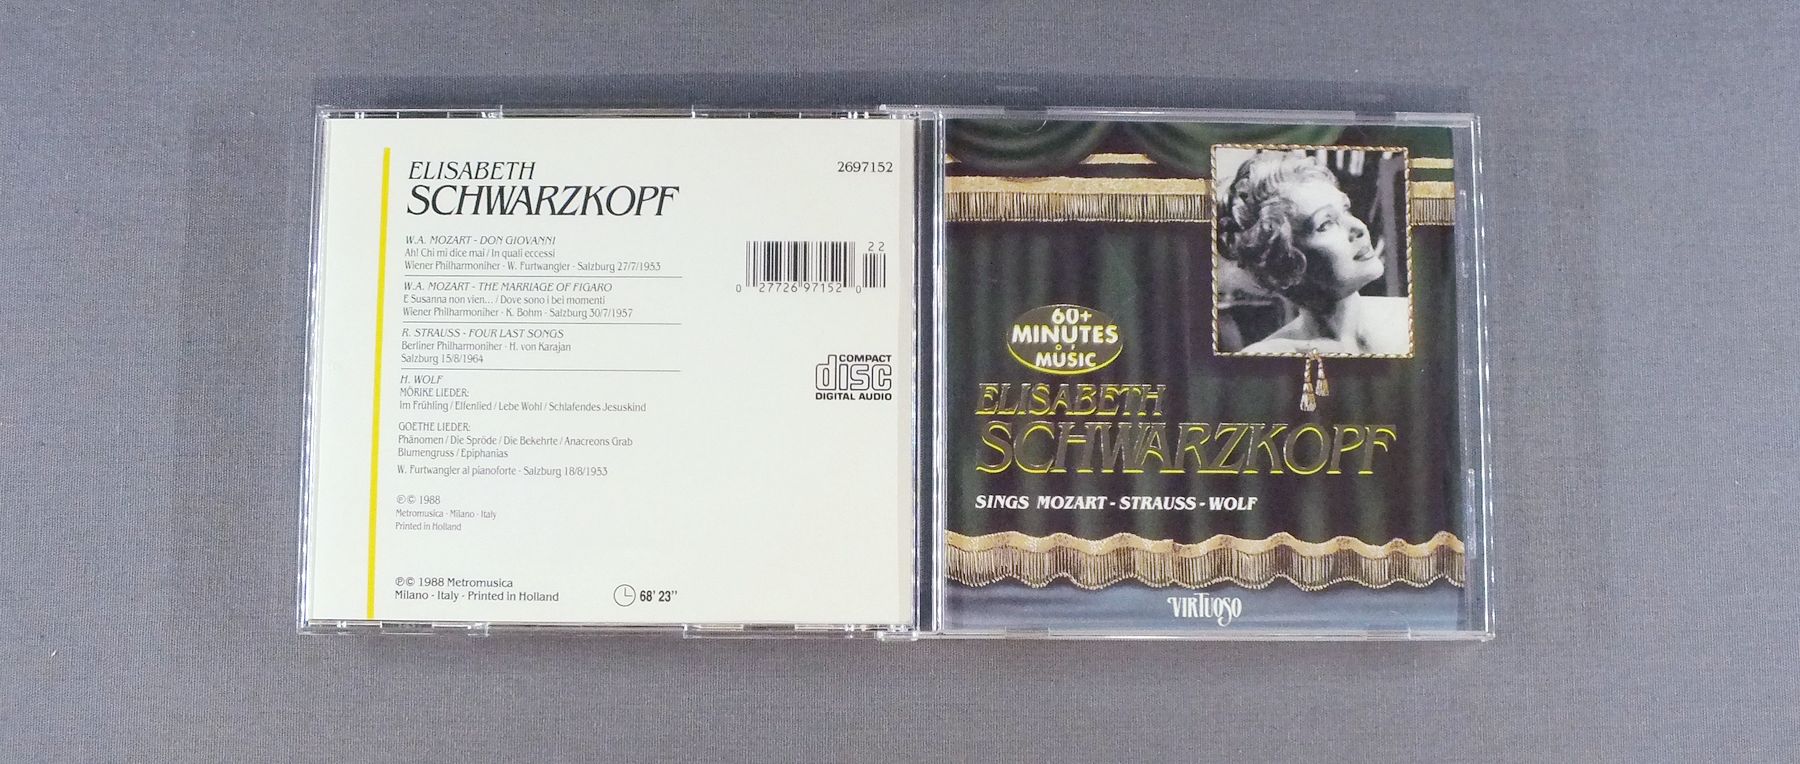 ELISABETH
SCHWARZKOPF
2697152
W.A. MOZART - DON GIOVANNI
Ah! Chi mi dice mai / In quali eccessi
Wiener Philharmoniher - W. Furtwangler - Salzburg 27/7/1953
W.A. MOZART - THE MARRIAGE OF FIGARO
E Susanna non vien... / Dove sono i bei momenti
Wiener Philharmoniher - K. Bohm - Salzburg 30/7/1957
R. STRAUSS - FOUR LAST SONGS
Berliner Philharmoniher - H. von Karajan
Salzburg 15/8/1964
H. WOLF
MÖRIKE LIEDER:
Im Frühling / Elfenlied / Lebe Wohl / Schlafendes Jesuskind
GOETHE LIEDER:
Phänomen / Die Spröde / Die Bekehrte / Anacreons Grab
Blumengruss / Epiphanias
W. Furtwangler al pianoforte - Salzburg 18/8/1953
℗© 1988
Metromusica - Milano - Italy
Printed in Holland
℗© 1988 Metromusica
Milano - Italy - Printed in Holland
68' 23''
22
0 27726 97152 0
COMPACT
disc
DIGITAL AUDIO
60+
MINUTES
OF
MUSIC
ELISABETH
SCHWARZKOPF
SINGS MOZART - STRAUSS - WOLF
VIRTUOSO